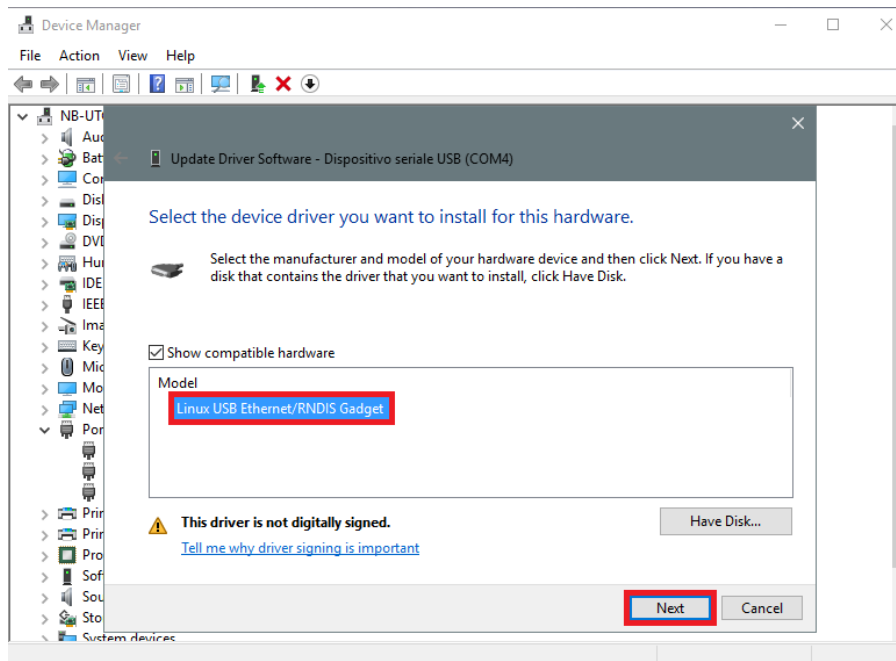 Device Manager
File Action View Help
NB-UT
Aud
Bat
Cor
Disl
Disp
DVD
Hur
IDE
IEEE
Ima
Key
Mic
Mo
Net
Por
Prir
Prir
Pro
Sof
Sou
Sto
System devices
Update Driver Software - Dispositivo seriale USB (COM4)
Select the device driver you want to install for this hardware.
Select the manufacturer and model of your hardware device and then click Next. If you have a
disk that contains the driver that you want to install, click Have Disk.
Show compatible hardware
Model
Linux USB Ethernet/RNDIS Gadget
This driver is not digitally signed.
Have Disk...
Tell me why driver signing is important
Next Cancel